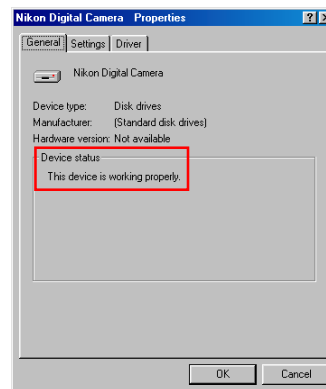 Nikon Digital Camera Properties
General Settings Driver
Nikon Digital Camera
Device type: Disk drives
Manufacturer: (Standard disk drives)
Hardware version: Not available
Device status
This device is working properly.
OK Cancel